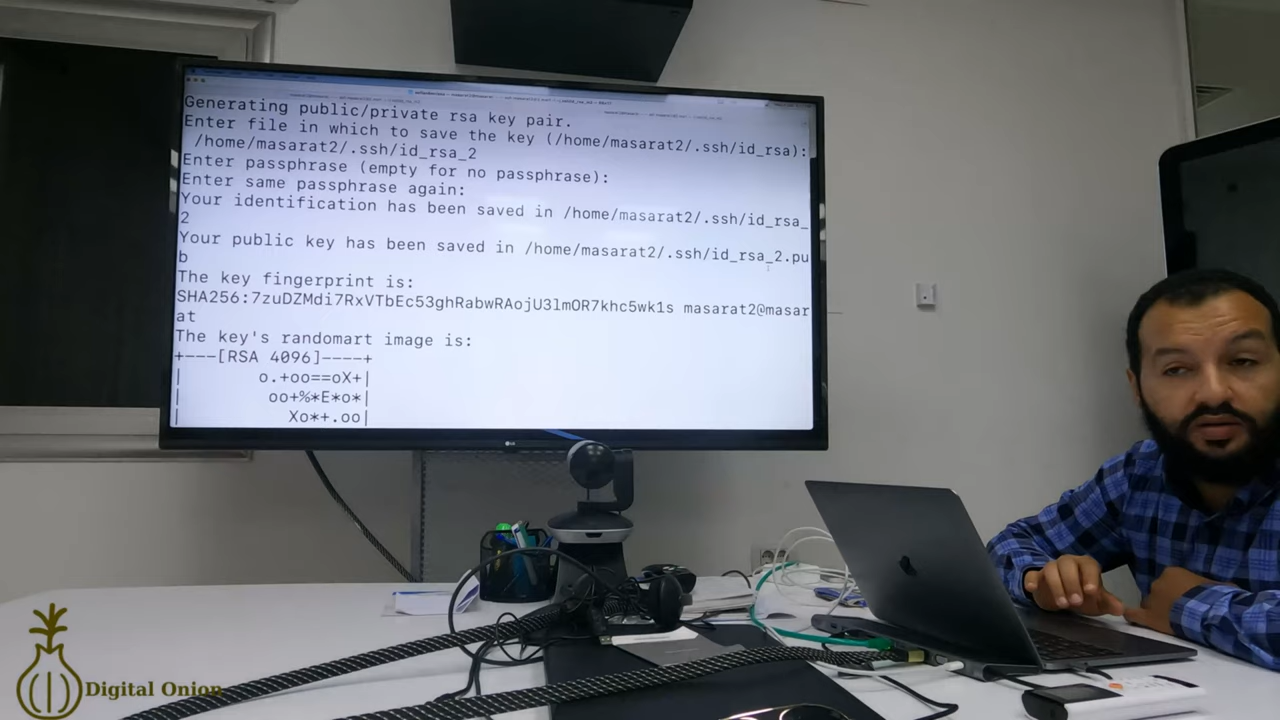 Generating public/private rsa key pair.
Enter file in which to save the key (/home/masarat2/.ssh/id_rsa):
/home/masarat2/.ssh/id_rsa_2
Enter passphrase (empty for no passphrase):
Enter same passphrase again:
Your identification has been saved in /home/masarat2/.ssh/id_rsa_
2
Your public key has been saved in /home/masarat2/.ssh/id_rsa_2.pu
b
The key fingerprint is:
SHA256:7zuDZMdi7RxVTbEc53ghRabwRAojU3lmOR7khc5wk1s masarat2@masar
at
The key's randomart image is:
+---[RSA 4096]----+
|        o.+oo==oX+|
|         oo+%*E*o*|
|           Xo*+.oo|
LG
Digital Onion